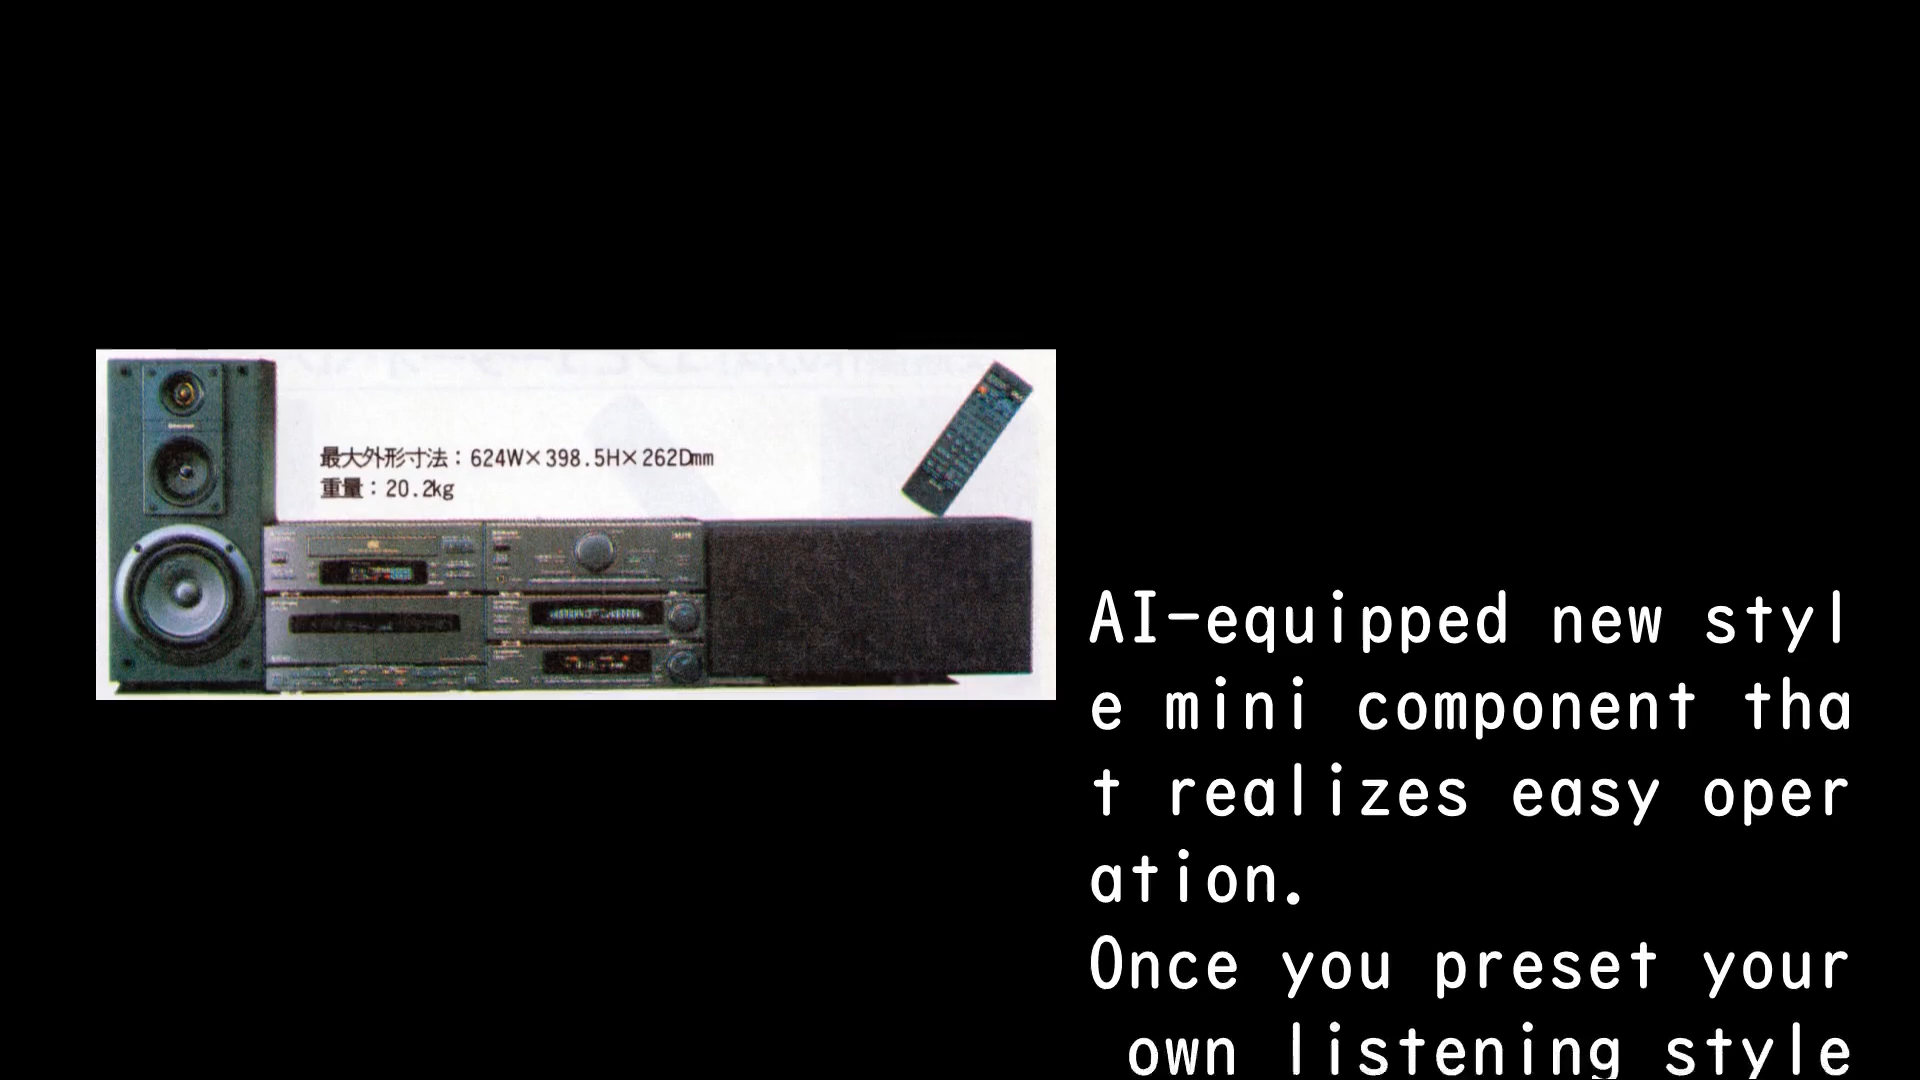 最大外形寸法：624W×398.5H×262Dmm
重量：20.2kg
AI-equipped new styl
e mini component tha
t realizes easy oper
ation.
Once you preset your
own listening style